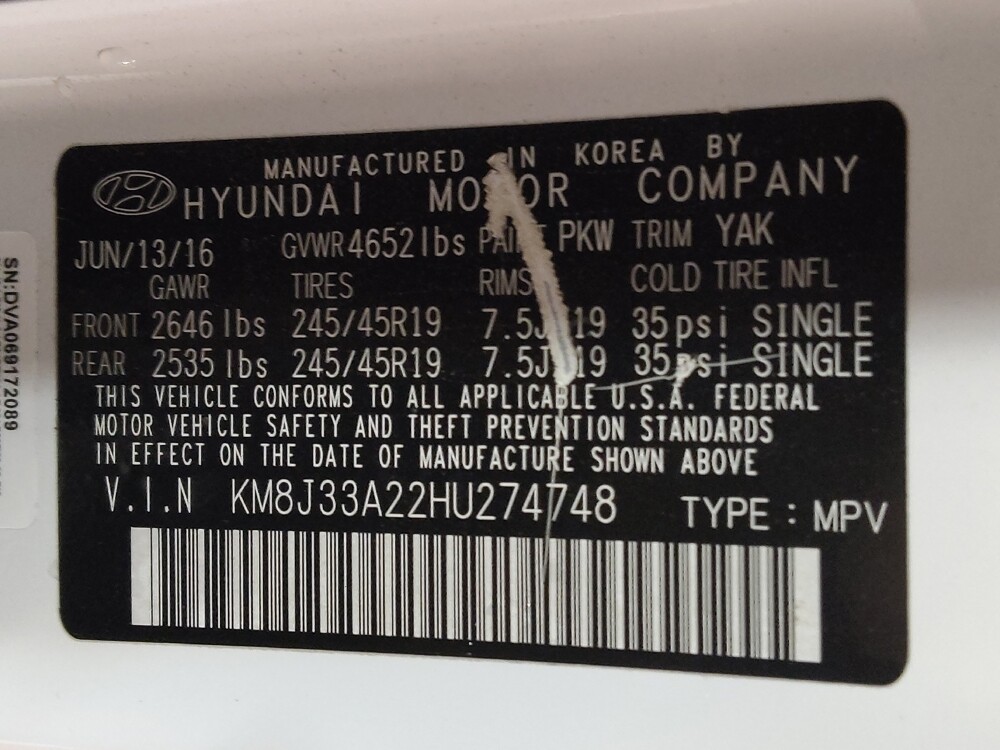 MANUFACTURED IN KOREA BY
HYUNDAI MOTOR COMPANY
JUN/13/16 GVWR 4652lbs PAINT PKW TRIM YAK
GAWR TIRES RIMS COLD TIRE INFL
FRONT 2646 lbs 245/45R19 7.5J 19 35psi SINGLE
REAR 2535 lbs 245/45R19 7.5J 19 35psi SINGLE
THIS VEHICLE CONFORMS TO ALL APPLICABLE U.S.A. FEDERAL
MOTOR VEHICLE SAFETY AND THEFT PREVENTION STANDARDS
IN EFFECT ON THE DATE OF MANUFACTURE SHOWN ABOVE
V.I.N KM8J33A22HU274748 TYPE : MPV
SN:DVA069172089